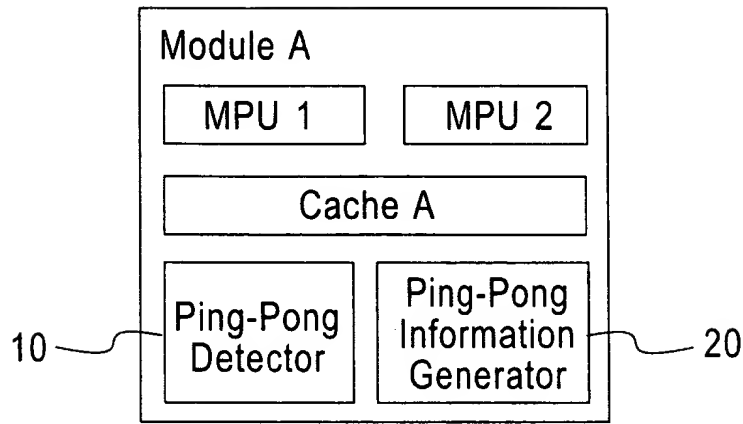 Module A
MPU 1
MPU 2
Cache A
Ping-Pong
Detector
Ping-Pong
Information
Generator
10
20